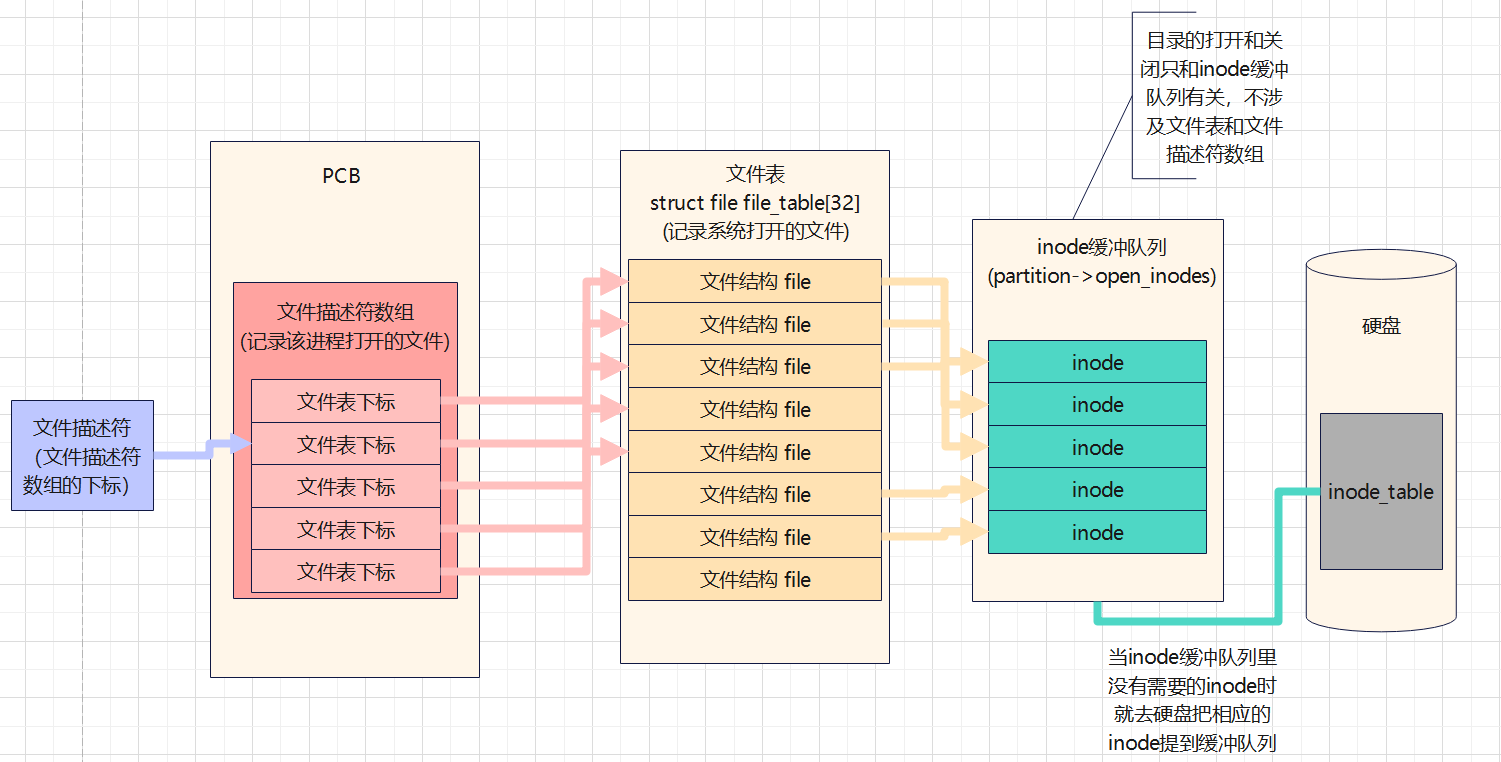 文件描述符
（文件描述符
数组的下标）
PCB
文件描述符数组
(记录该进程打开的文件)
文件表下标
文件表下标
文件表下标
文件表下标
文件表下标
文件表
struct file file_table[32]
(记录系统打开的文件)
文件结构 file
文件结构 file
文件结构 file
文件结构 file
文件结构 file
文件结构 file
文件结构 file
文件结构 file
目录的打开和关
闭只和inode缓冲
队列有关，不涉
及文件表和文件
描述符数组
inode缓冲队列
(partition->open_inodes)
inode
inode
inode
inode
inode
硬盘
inode_table
当inode缓冲队列里
没有需要的inode时
就去硬盘把相应的
inode提到缓冲队列